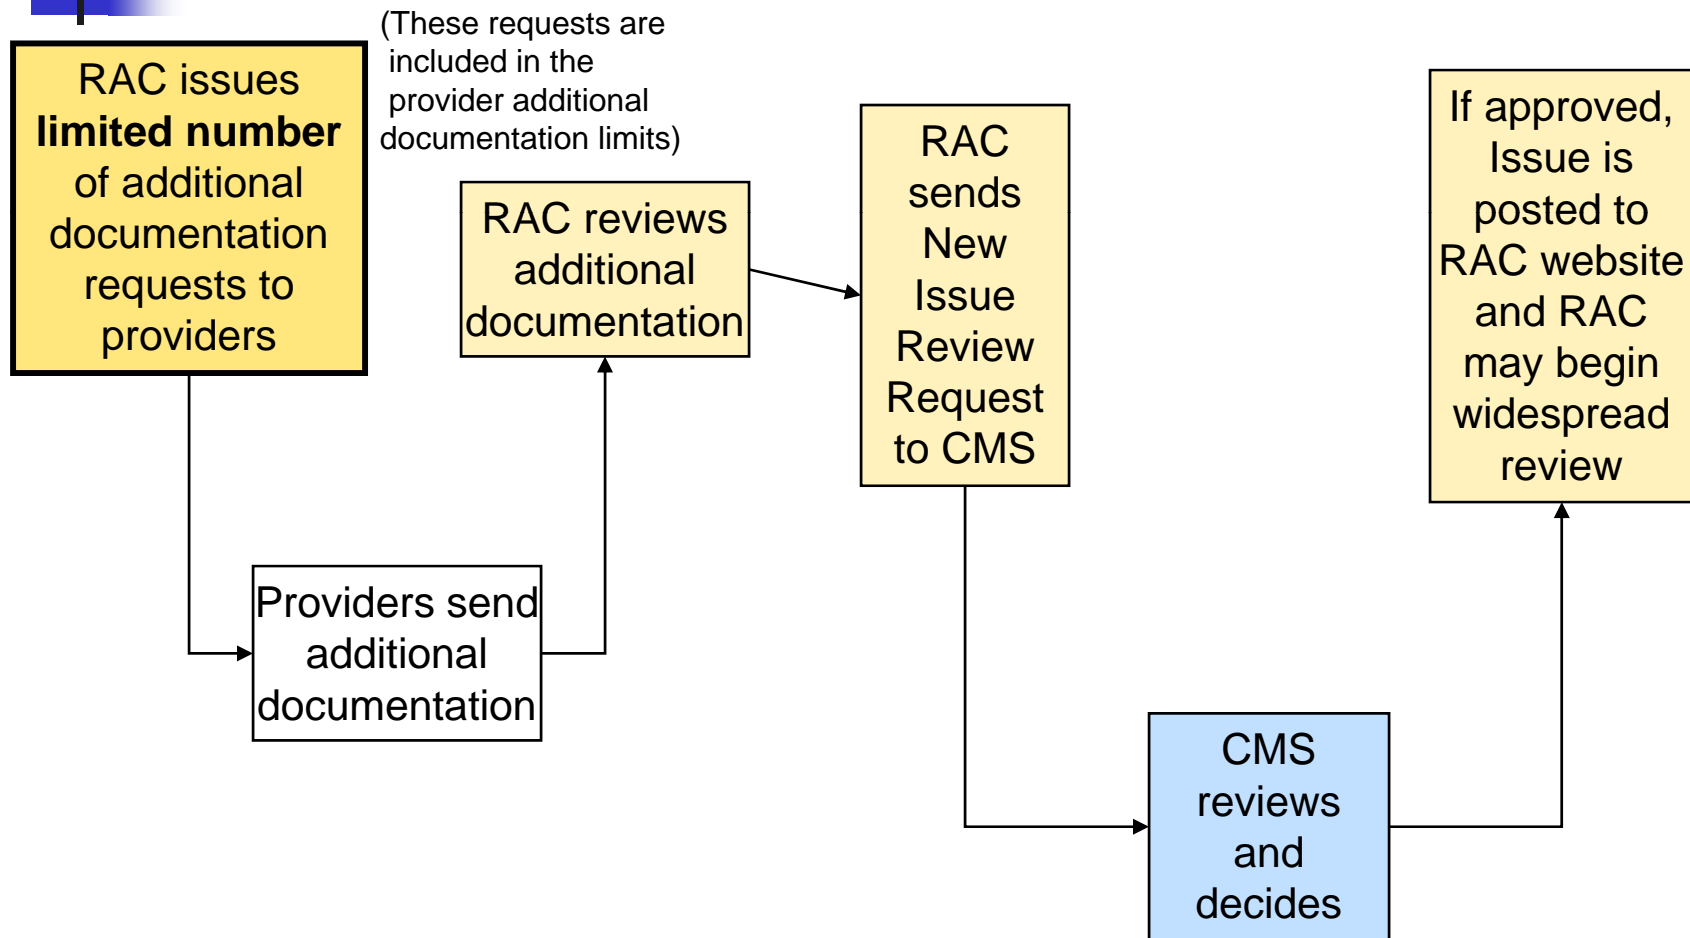 RAC issues
limited number
of additional
documentation
requests to
providers
(These requests are
included in the
provider additional
documentation limits)
Providers send
additional
documentation
RAC reviews
additional
documentation
RAC
sends
New
Issue
Review
Request
to CMS
CMS
reviews
and
decides
If approved,
Issue is
posted to
RAC website
and RAC
may begin
widespread
review